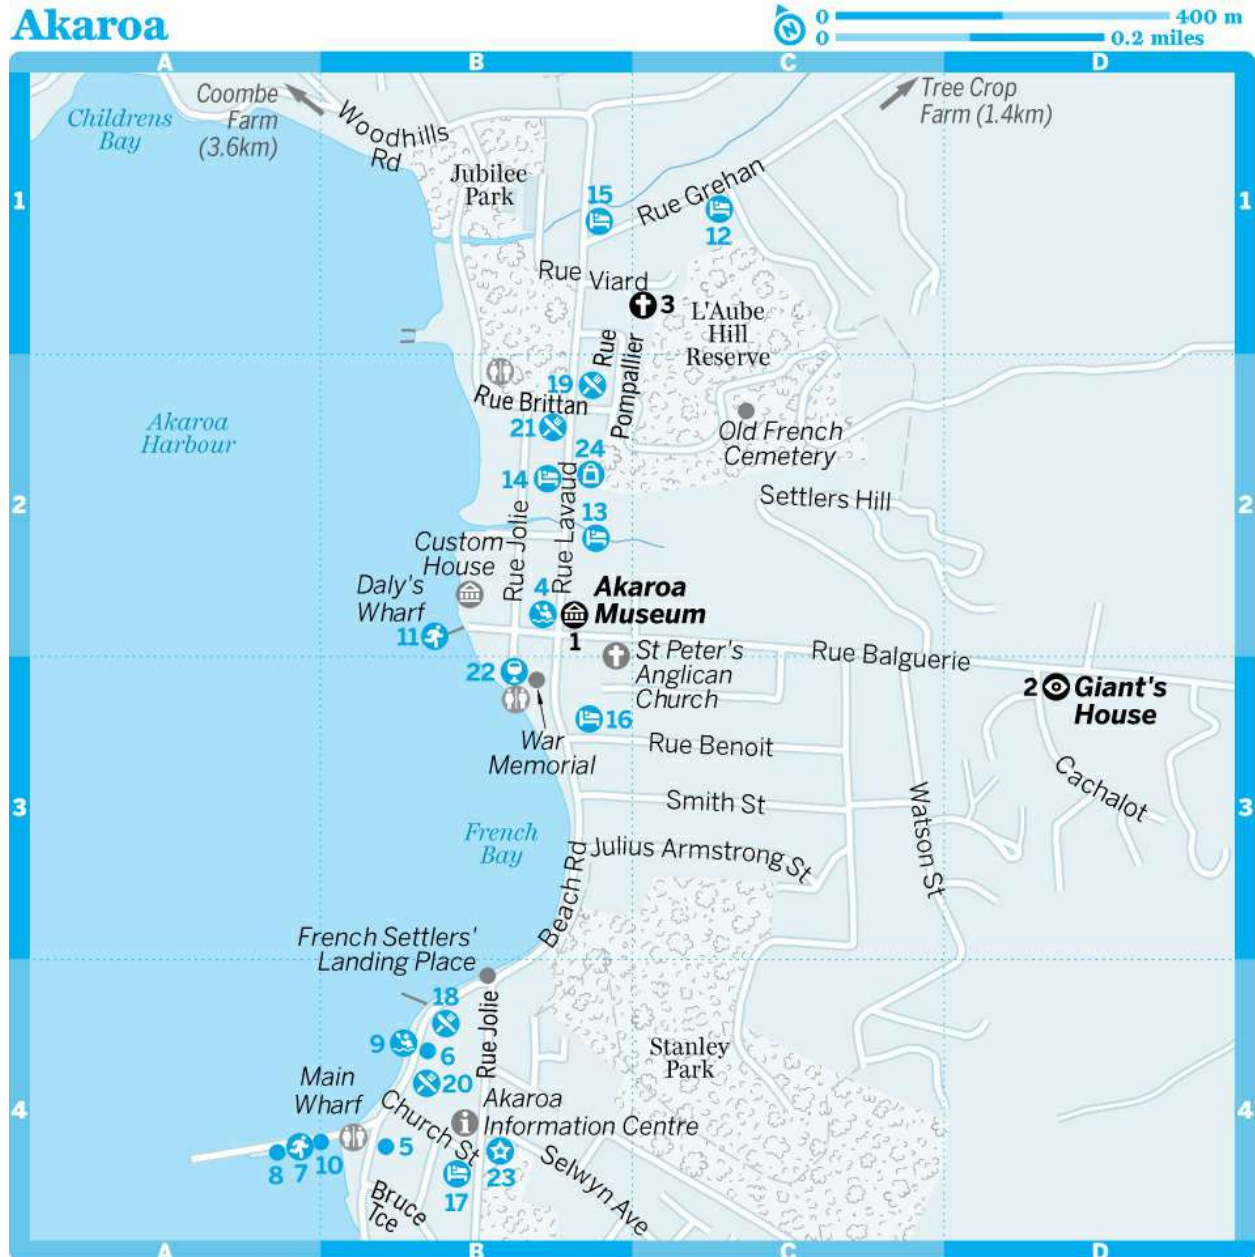 Akaroa
N
0
400 m
0
0.2 miles
A
B
C
D
Coombe
Farm
(3.6km)
Tree Crop
Farm (1.4km)
Childrens
Bay
Woodhills
Rd
Jubilee
Park
1
1
15
Rue Grehan
12
Rue Viard
3
L'Aube
Hill
Reserve
Rue
Pompallier
19
Rue Brittan
21
Akaroa
Harbour
Old French
Cemetery
24
14
Settlers Hill
2
2
13
Rue Jolie
Rue Lavaud
Custom
House
Daly's
Wharf
4
Akaroa
Museum
11
1
St Peter's
Anglican
Church
Rue Balguerie
22
2
Giant's
House
16
War
Memorial
Rue Benoit
Cachalot
Smith St
Watson St
3
3
French
Bay
Julius Armstrong St
Beach Rd
French Settlers'
Landing Place
18
Rue Jolie
9
6
Stanley
Park
20
Main
Wharf
Church St
Akaroa
Information Centre
4
4
i
5
8
7
10
17
23
Selwyn Ave
Bruce
Tce
A
B
C
D